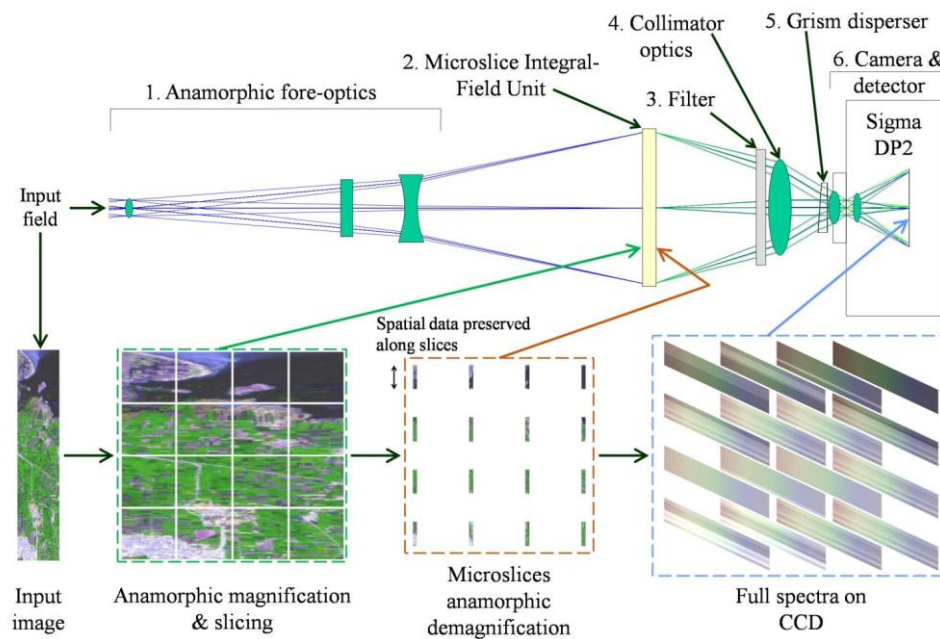 1. Anamorphic fore-optics
2. Microslice Integral-
Field Unit
3. Filter
4. Collimator
optics
5. Grism disperser
6. Camera &
detector
Sigma
DP2
Input
field
Spatial data preserved
along slices
Input
image
Anamorphic magnification
& slicing
Microslices
anamorphic
demagnification
Full spectra on
CCD